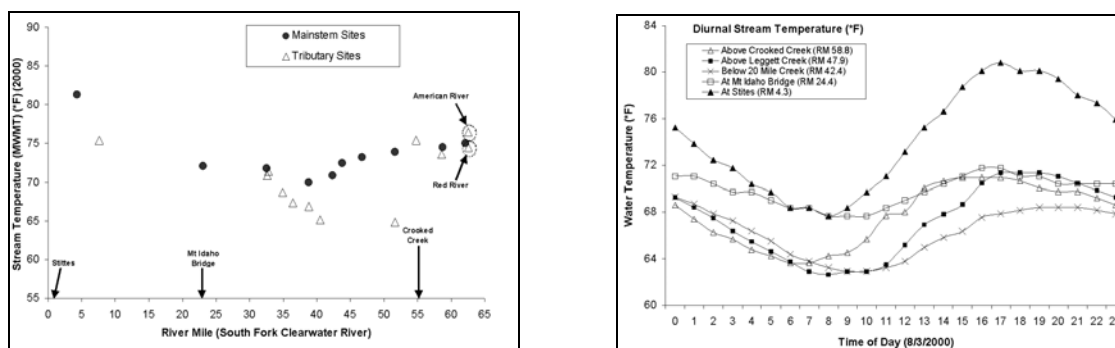 Stream Temperature (MWMT) (°F) (2000)
90
85
80
75
70
65
60
55
Mainstem Sites
Tributary Sites
American River
Red River
Crooked Creek
Mt Idaho Bridge
Stittes
0 5 10 15 20 25 30 35 40 45 50 55 60 65
River Mile (South Fork Clearwater River)
Diurnal Stream Temperature (°F)
Above Crooked Creek (RM 58.8)
Above Leggett Creek (RM 47.9)
Below 20 Mile Creek (RM 42.4)
At Mt Idaho Bridge (RM 24.4)
At Stites (RM 4.3)
Water Temperature (°F)
84
80
76
72
68
64
60
0 1 2 3 4 5 6 7 8 9 10 11 12 13 14 15 16 17 18 19 20 21 22
Time of Day (8/3/2000)